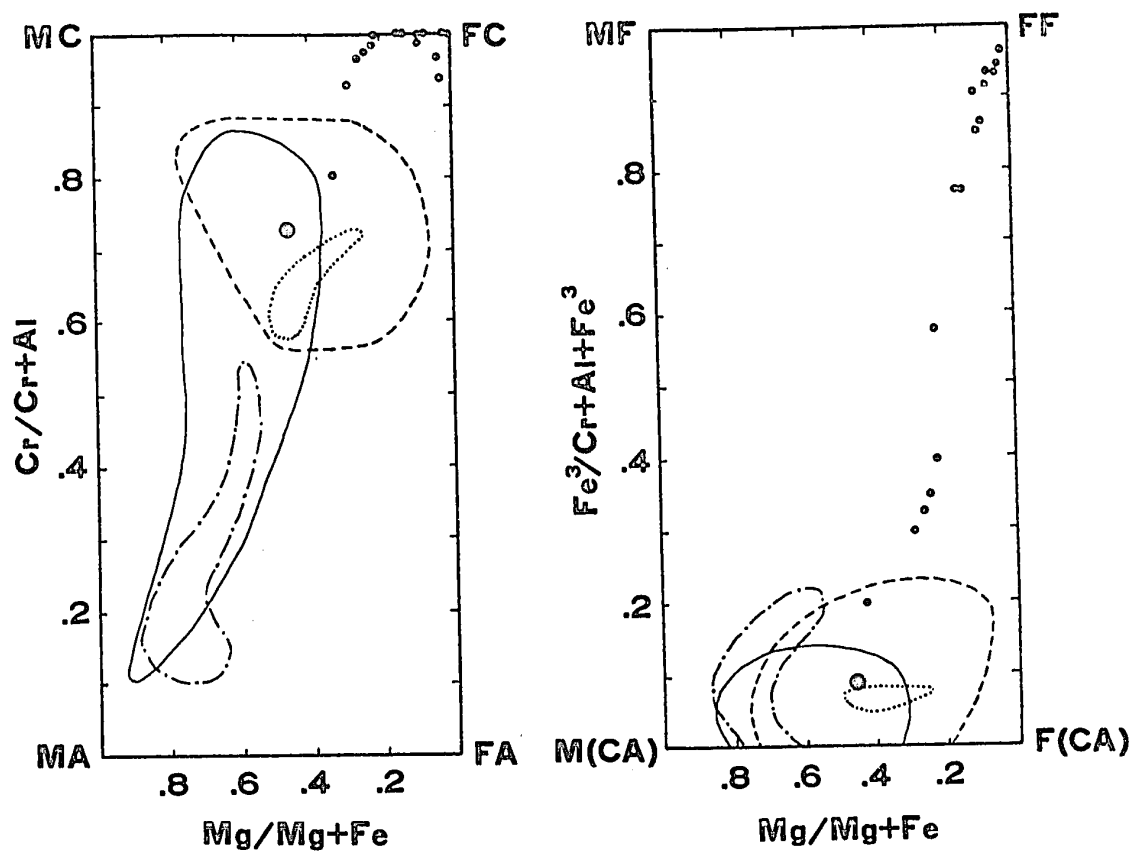 MC
FC
.8
.6
.4
.2
Cr/Cr+Al
MA
FA
.8 .6 .4 .2
Mg/Mg+Fe
MF
FF
.8
.6
.4
.2
Fe³/Cr+Al+Fe³
M(CA)
F(CA)
.8 .6 .4 .2
Mg/Mg+Fe